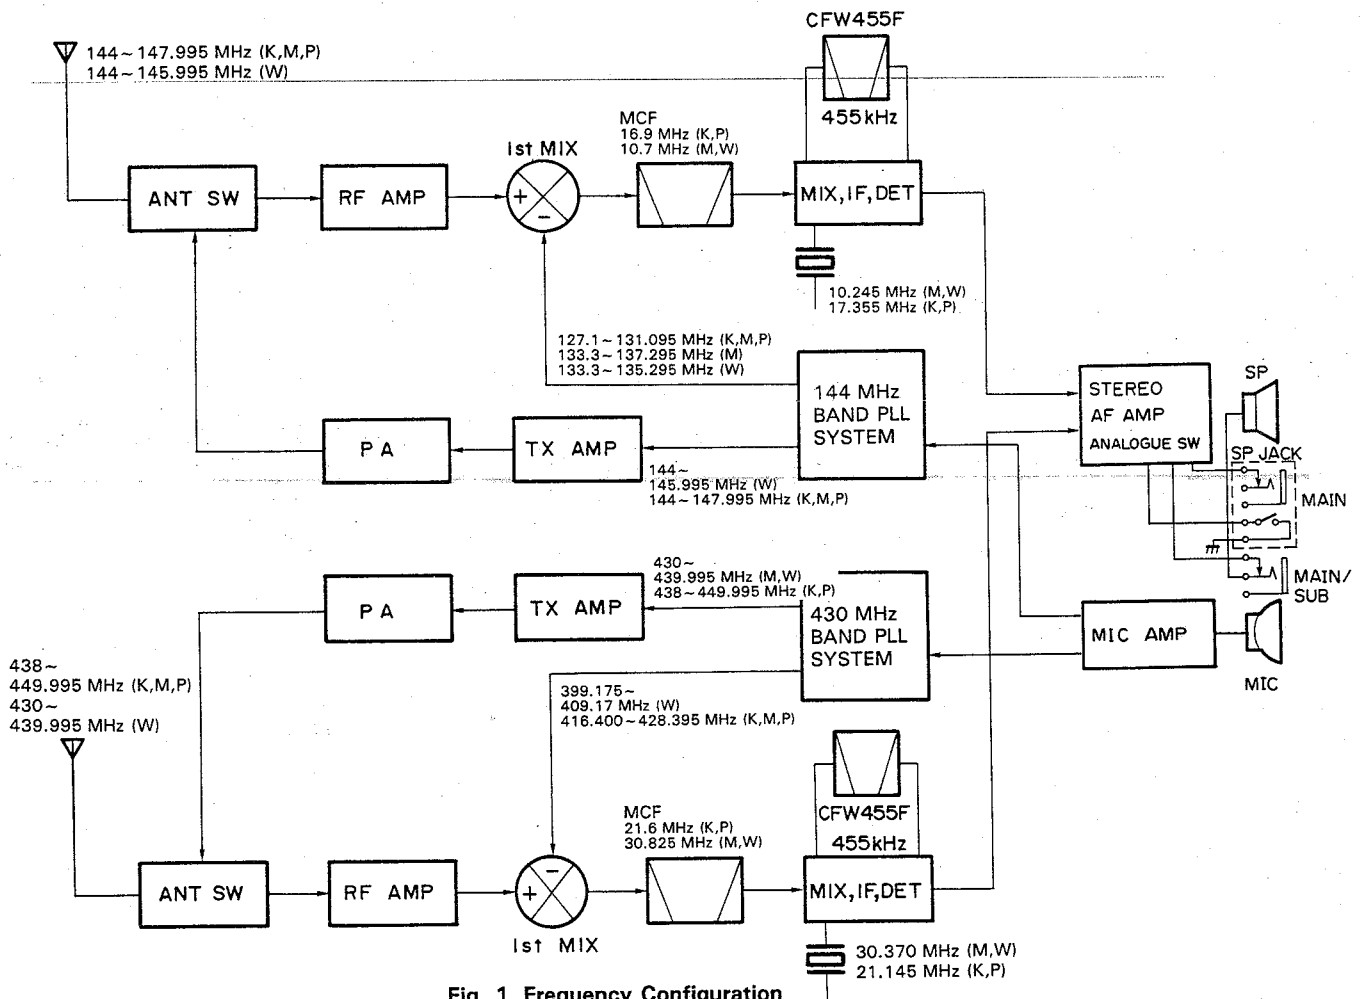 CFW455F
144~147.995 MHz (K,M,P)
144~145.995 MHz (W)
455kHz
MCF
16.9 MHz (K,P)
10.7 MHz (M,W)
1st MIX
ANT SW
RF AMP
+
−
MIX,IF,DET
10.245 MHz (M,W)
17.355 MHz (K,P)
127.1~131.095 MHz (K,M,P)
133.3~137.295 MHz (M)
133.3~135.295 MHz (W)
144 MHz
BAND PLL
SYSTEM
STEREO
AF AMP
ANALOGUE SW
SP
SP JACK
MAIN
MAIN/
SUB
PA
TX AMP
144~
145.995 MHz (W)
144~147.995 MHz (K,M,P)
430~
439.995 MHz (M,W)
438~449.995 MHz (K,P)
PA
TX AMP
430 MHz
BAND PLL
SYSTEM
MIC AMP
MIC
438~
449.995 MHz (K,M,P)
430~
439.995 MHz (W)
399.175~
409.17 MHz (W)
416.400~428.395 MHz (K,M,P)
MCF
21.6 MHz (K,P)
30.825 MHz (M,W)
CFW455F
455kHz
ANT SW
RF AMP
+
−
1st MIX
MIX,IF,DET
30.370 MHz (M,W)
21.145 MHz (K,P)
Fig. 1 Frequency Configuration